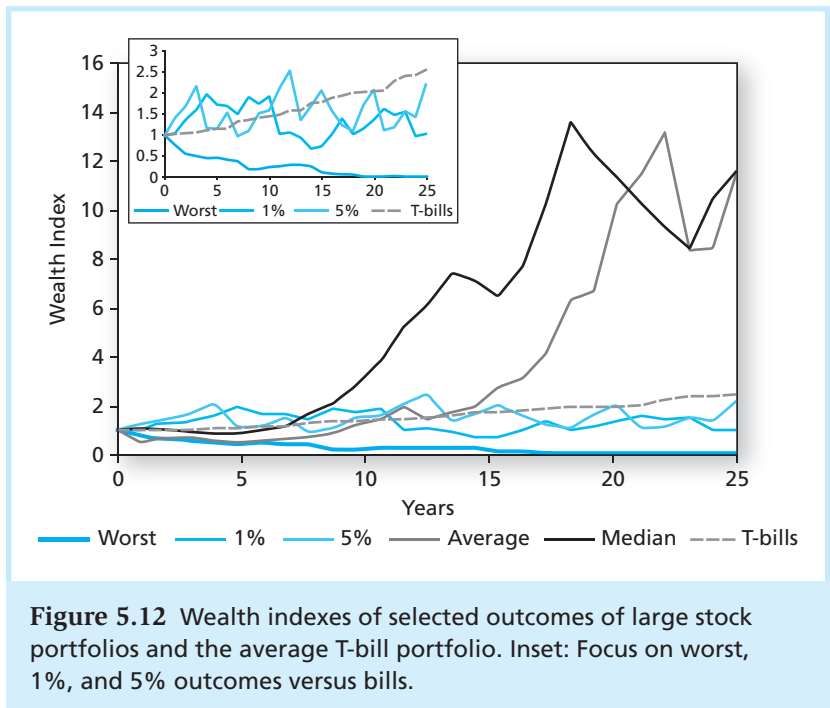 3
2.5
2
1.5
1
0.5
0
0 5 10 15 20 25
Worst 1% 5% T-bills
16
14
12
10
8
6
4
2
0
Wealth Index
0 5 10 15 20 25
Years
Worst 1% 5% Average Median T-bills
Figure 5.12 Wealth indexes of selected outcomes of large stock
portfolios and the average T-bill portfolio. Inset: Focus on worst,
1%, and 5% outcomes versus bills.